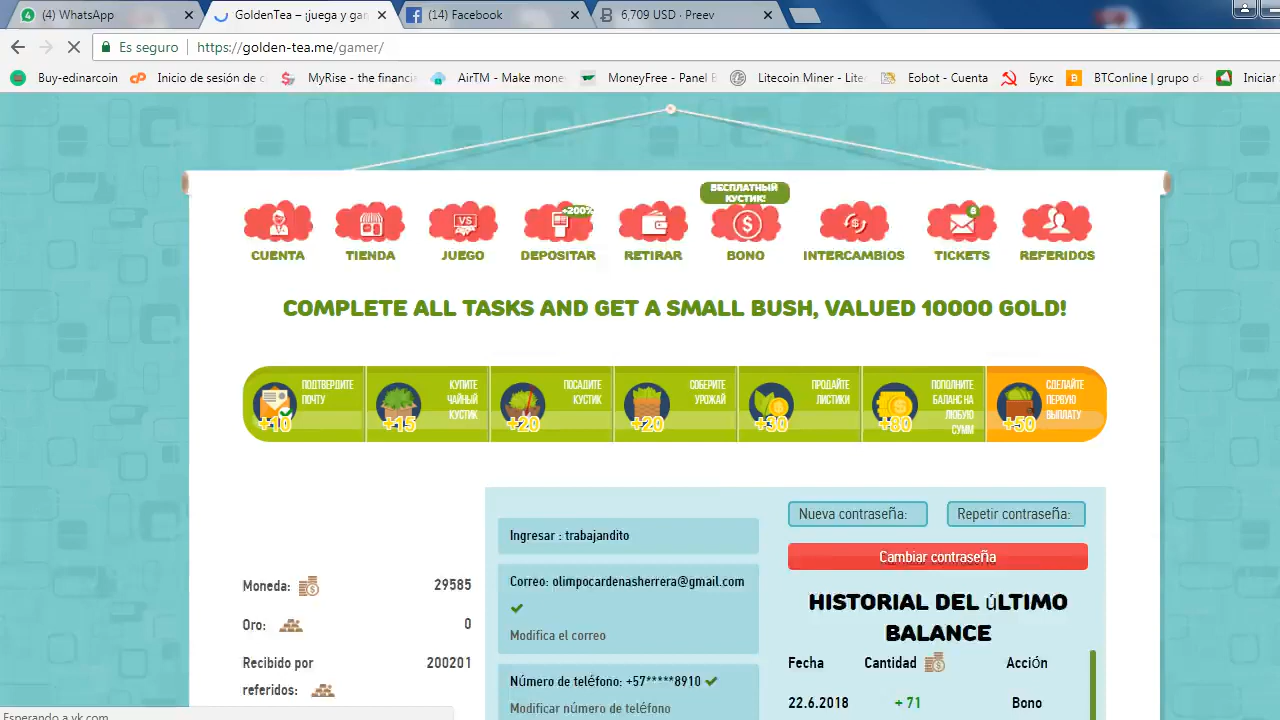 (4) WhatsApp
GoldenTea – ¡juega y gan
(14) Facebook
6,709 USD · Preev
Es seguro
https://golden-tea.me/gamer/
Buy-edinarcoin
Inicio de sesión de c
MyRise - the financia
AirTM - Make mone
MoneyFree - Panel B
Litecoin Miner - Lite
Eobot - Cuenta
Букс
BTConline | grupo de
Iniciar
БЕСПЛАТНЫЙ
КУСТИК!
+200%
8
CUENTA
TIENDA
VS
JUEGO
DEPOSITAR
RETIRAR
BONO
INTERCAMBIOS
TICKETS
REFERIDOS
COMPLETE ALL TASKS AND GET A SMALL BUSH, VALUED 10000 GOLD!
ПОДТВЕРДИТЕ
ПОЧТУ
+10
КУПИТЕ
ЧАЙНЫЙ
КУСТИК
+15
ПОСАДИТЕ
КУСТИК
+20
СОБЕРИТЕ
УРОЖАЙ
+20
ПРОДАЙТЕ
ЛИСТИКИ
+30
ПОПОЛНИТЕ
БАЛАНС НА
ЛЮБУЮ
СУММ
+80
СДЕЛАЙТЕ
ПЕРВУЮ
ВЫПЛАТУ
+50
Moneda: 29585
Oro: 0
Recibido por
referidos: 200201
Ingresar : trabajandito
Correo: olimpocardenasherrera@gmail.com
Modifica el correo
Número de teléfono: +57*****8910
Modificar número de teléfono
Nueva contraseña:
Repetir contraseña:
Cambiar contraseña
HISTORIAL DEL úLTIMO
BALANCE
Fecha Cantidad Acción
22.6.2018 + 71 Bono
Esperando a vk.com